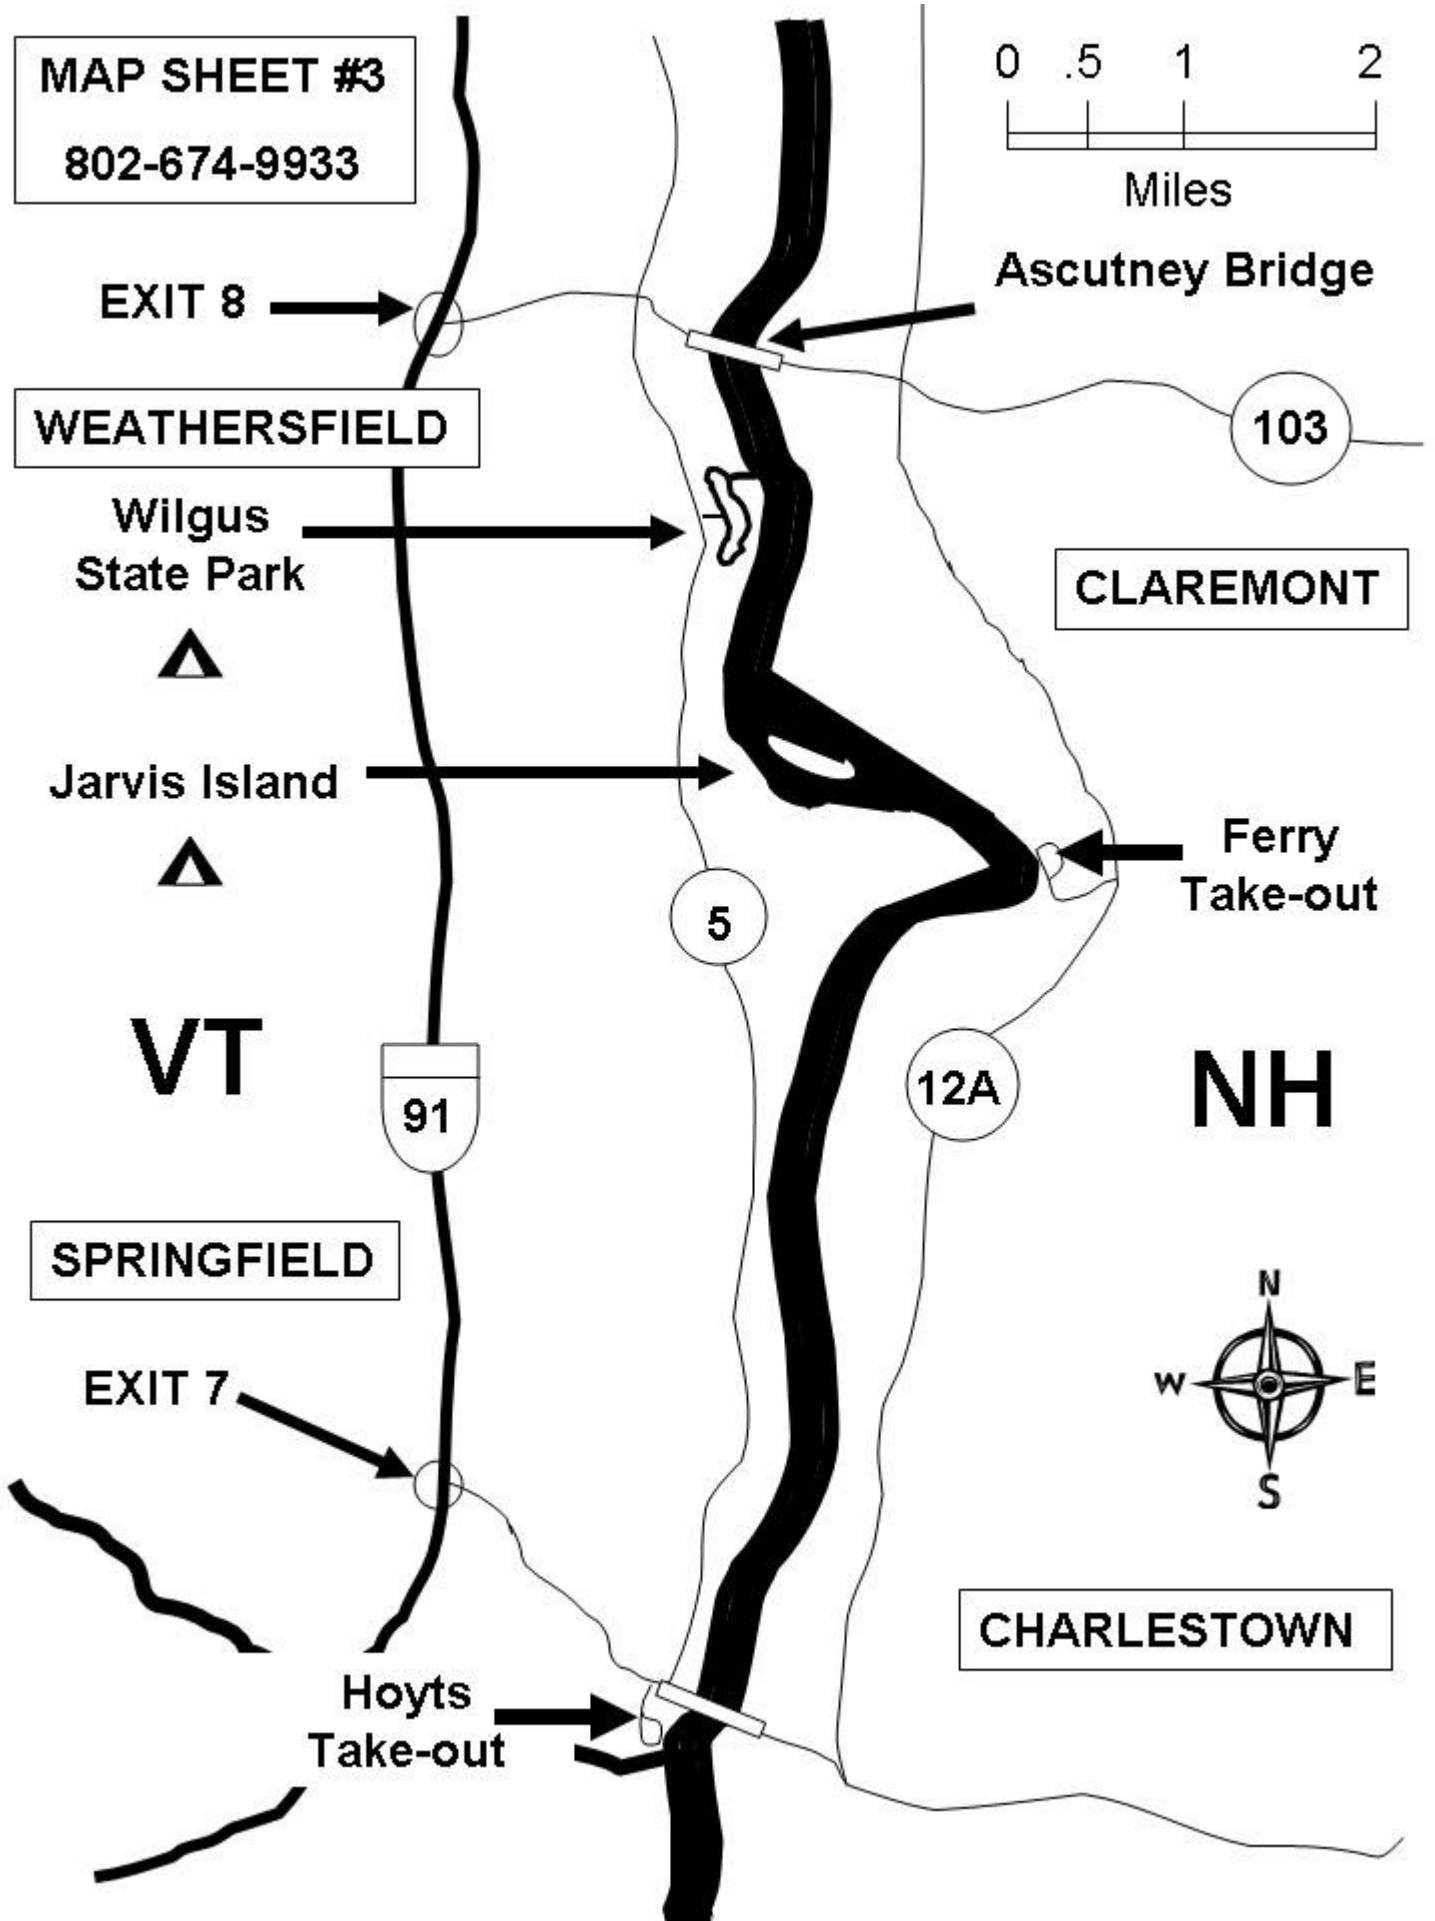 MAP SHEET #3
802-674-9933
0 .5 1 2
Miles
Ascutney Bridge
EXIT 8
WEATHERSFIELD
103
Wilgus
State Park
CLAREMONT
Jarvis Island
Ferry
Take-out
5
VT
91
12A
NH
SPRINGFIELD
N
W E
S
EXIT 7
CHARLESTOWN
Hoyts
Take-out